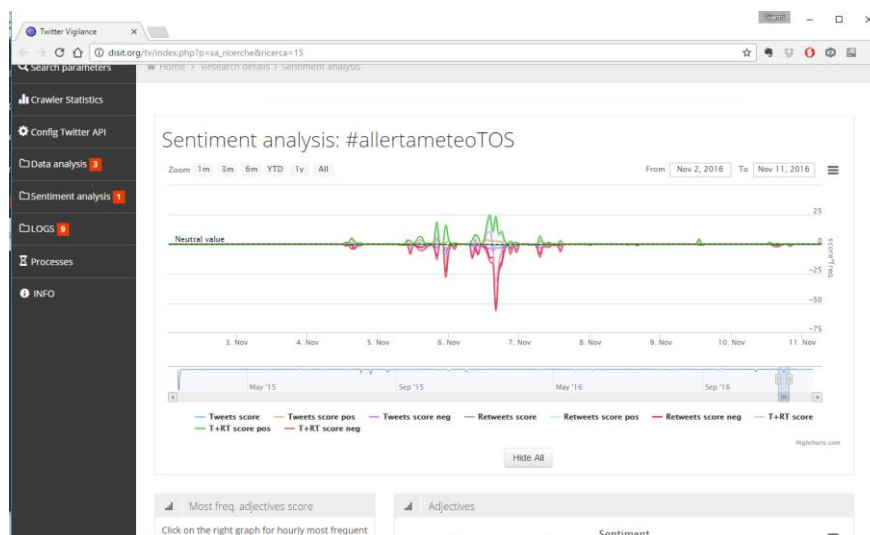 Gianni
Twitter Vigilance
disit.org/tv/index.php?p=sa_ricerche&ricerca=15
Search parameters
Home > Research details > Sentiment analysis
Crawler Statistics
Config Twitter API
Data analysis 3
Sentiment analysis 1
LOGS 9
Processes
INFO
Sentiment analysis: #allertameteoTOS
Zoom 1m 3m 6m YTD 1y All
From Nov 2, 2016 To Nov 11, 2016
25
Neutral value
0
-25
-50
-75
score*freq
3. Nov 4. Nov 5. Nov 6. Nov 7. Nov 8. Nov 9. Nov 10. Nov 11. Nov
May '15 Sep '15 May '16 Sep '16
Tweets score Tweets score pos Tweets score neg Retweets score Retweets score pos Retweets score neg T+RT score
T+RT score pos T+RT score neg
Highcharts.com
Hide All
Most freq. adjectives score
Adjectives
Click on the right graph for hourly most frequent
Sentiment